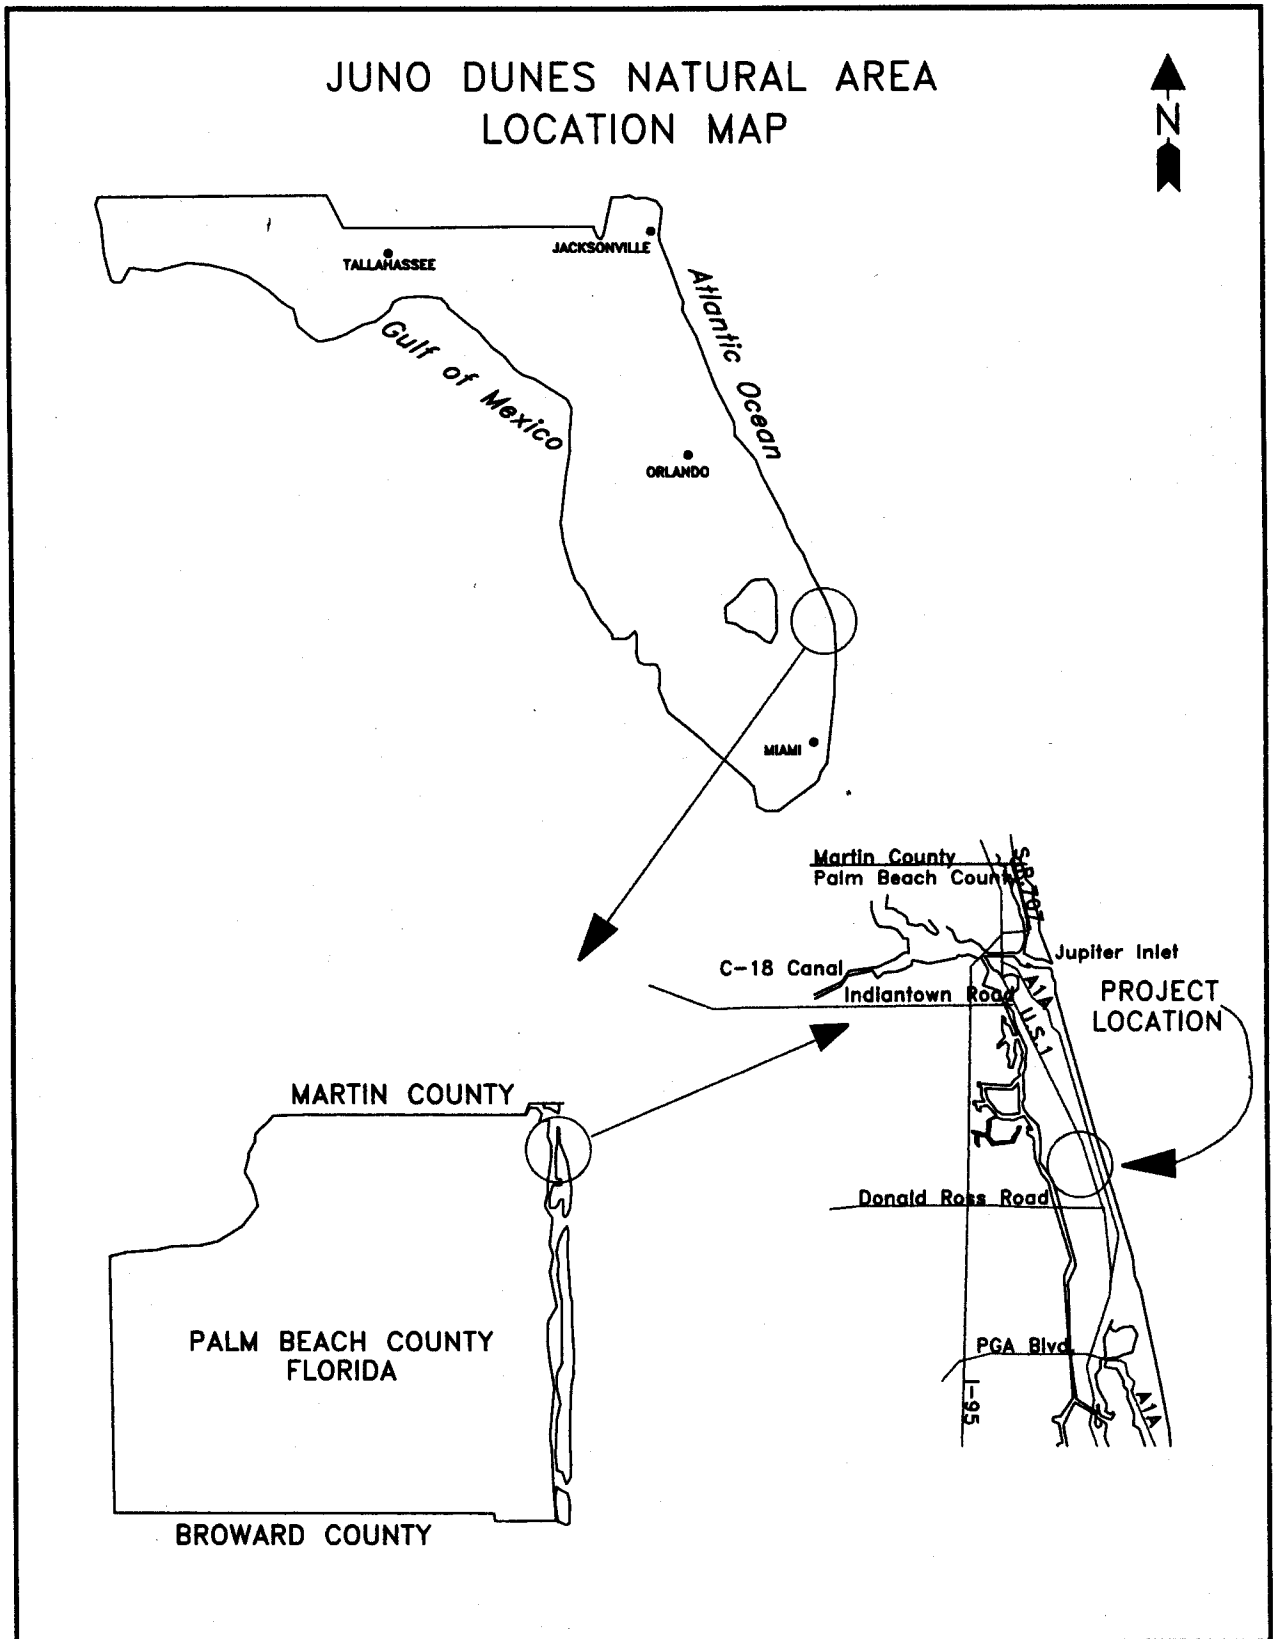 JUNO DUNES NATURAL AREA
LOCATION MAP
N
JACKSONVILLE
TALLAHASSEE
Atlantic Ocean
Gulf of Mexico
ORLANDO
MIAMI
Martin County
Palm Beach County
S.R.707
Jupiter Inlet
C-18 Canal
Indiantown Road
A1A
U.S.1
PROJECT
LOCATION
MARTIN COUNTY
Donald Ross Road
PALM BEACH COUNTY
FLORIDA
PGA Blvd.
I-95
A1A
BROWARD COUNTY